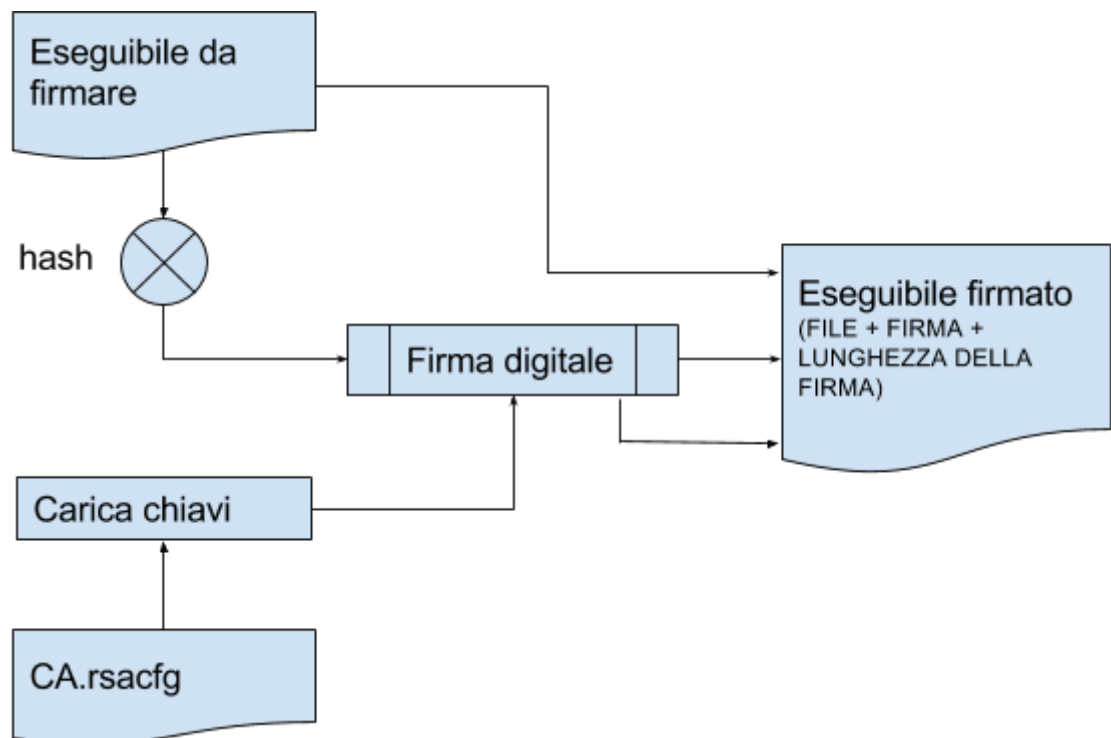 Eseguibile da
firmare
hash
Eseguibile firmato
(FILE + FIRMA +
LUNGHEZZA DELLA
FIRMA)
Firma digitale
Carica chiavi
CA.rsacfg